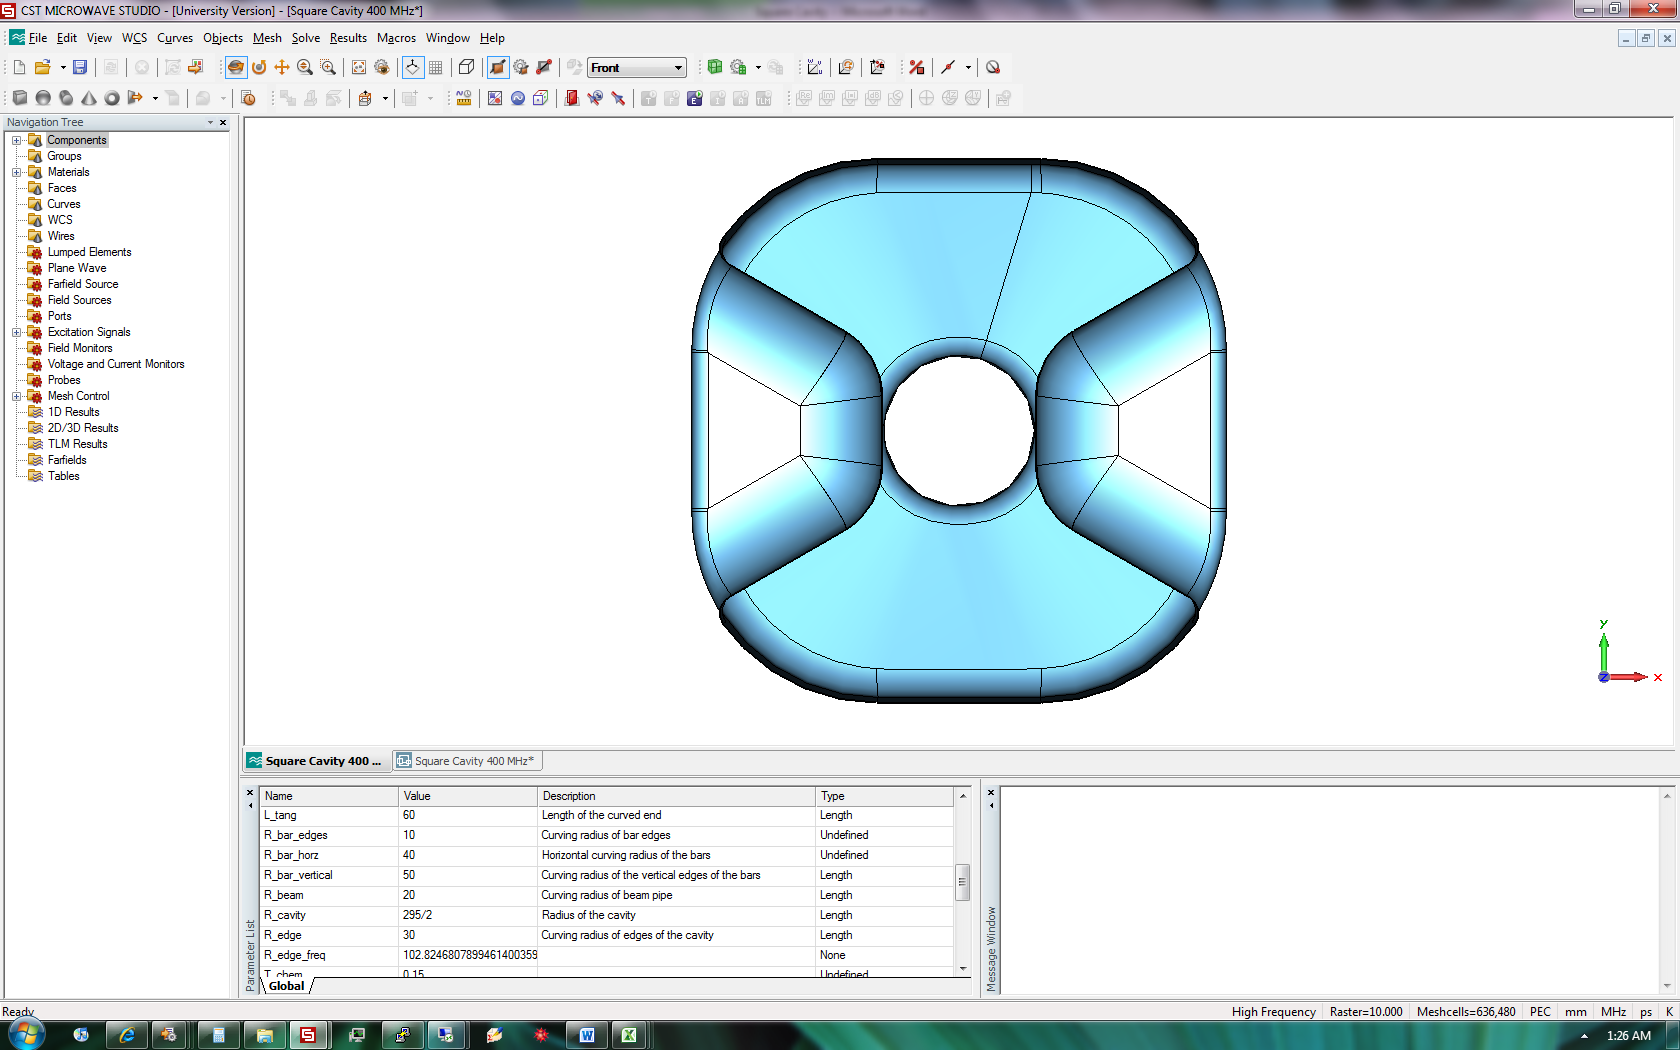 CST MICROWAVE STUDIO - [University Version] - [Square Cavity 400 MHz*]
File Edit View WCS Curves Objects Mesh Solve Results Macros Window Help
Front
Navigation Tree
Components
Groups
Materials
Faces
Curves
WCS
Wires
Lumped Elements
Plane Wave
Farfield Source
Field Sources
Ports
Excitation Signals
Field Monitors
Voltage and Current Monitors
Probes
Mesh Control
1D Results
2D/3D Results
TLM Results
Farfields
Tables
y
x
z
Square Cavity 400 ... Square Cavity 400 MHz*
Name Value Description Type
L_tang 60 Length of the curved end Length
R_bar_edges 10 Curving radius of bar edges Undefined
R_bar_horz 40 Horizontal curving radius of the bars Undefined
R_bar_vertical 50 Curving radius of the vertical edges of the bars Length
R_beam 20 Curving radius of beam pipe Length
R_cavity 295/2 Radius of the cavity Length
R_edge 30 Curving radius of edges of the cavity Length
R_edge_freq 102.8246807899461400359 None
T_chem 0.15 Undefined
Global
Parameter List
Message Window
Ready
High Frequency Raster=10.000 Meshcells=636,480 PEC mm MHz ps K
1:26 AM